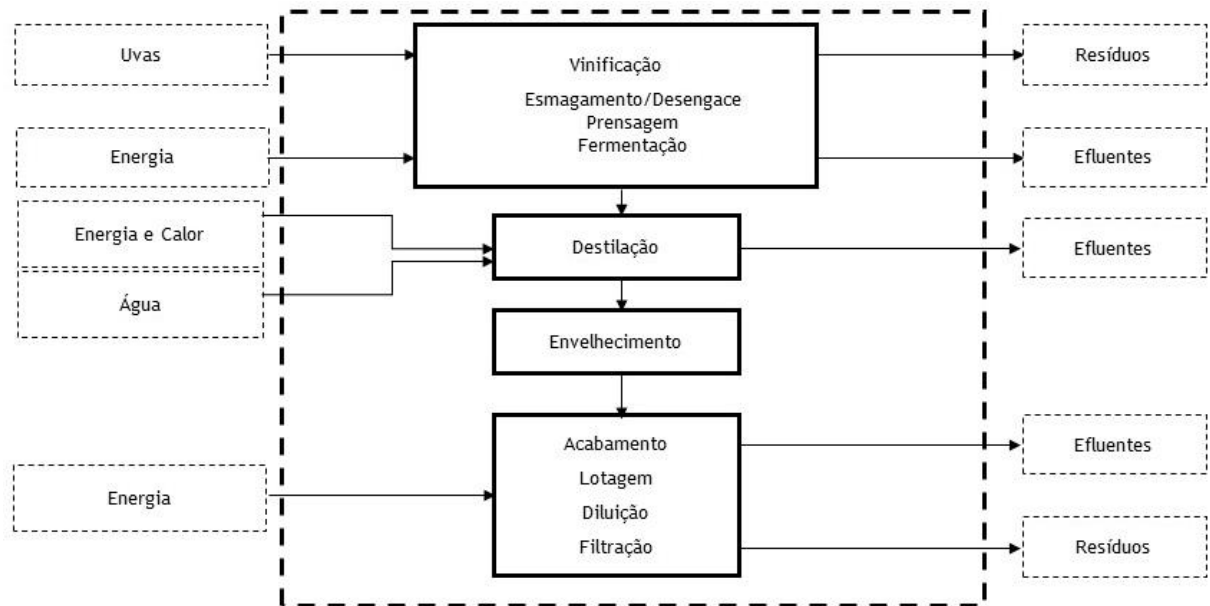 Uvas
Vinificação
Resíduos
Esmagamento/Desengace
Prensagem
Fermentação
Energia
Efluentes
Energia e Calor
Destilação
Efluentes
Água
Envelhecimento
Acabamento
Efluentes
Lotagem
Energia
Diluição
Filtração
Resíduos